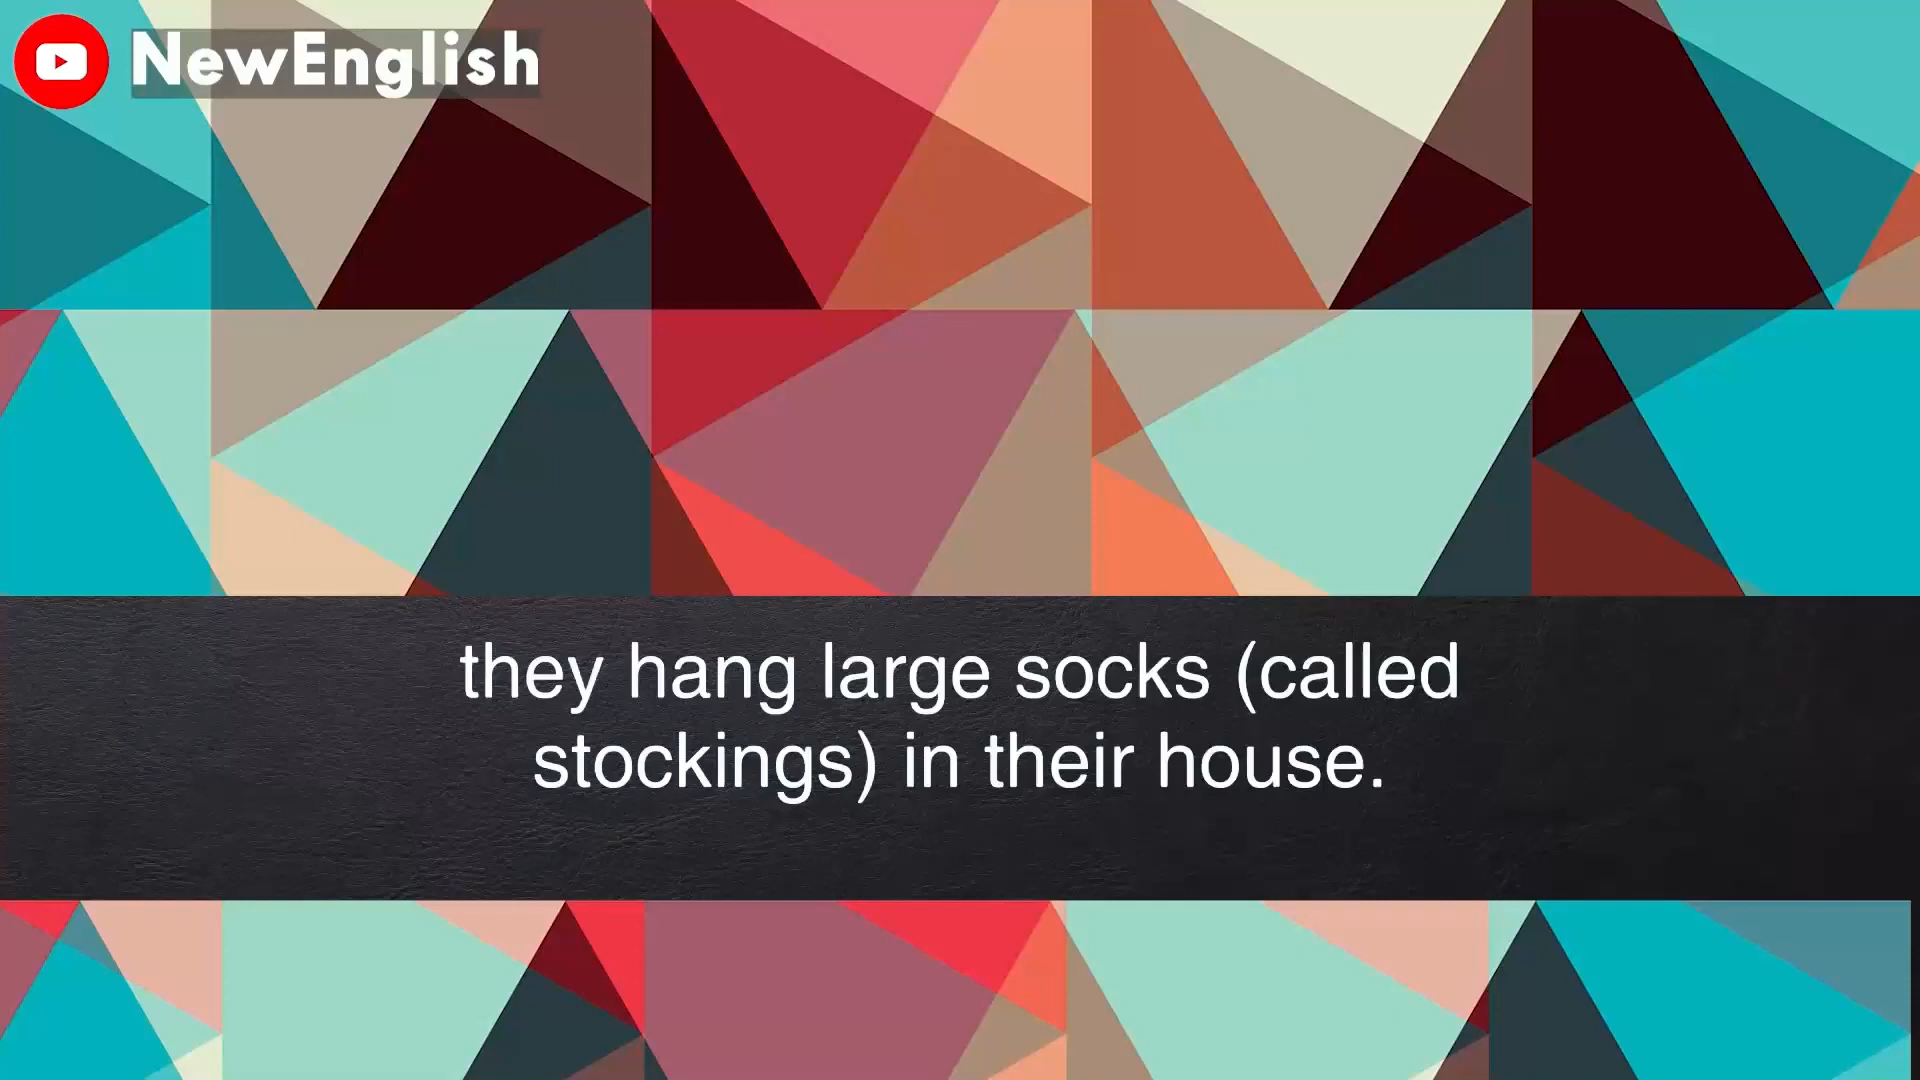 NewEnglish
they hang large socks (called
stockings) in their house.